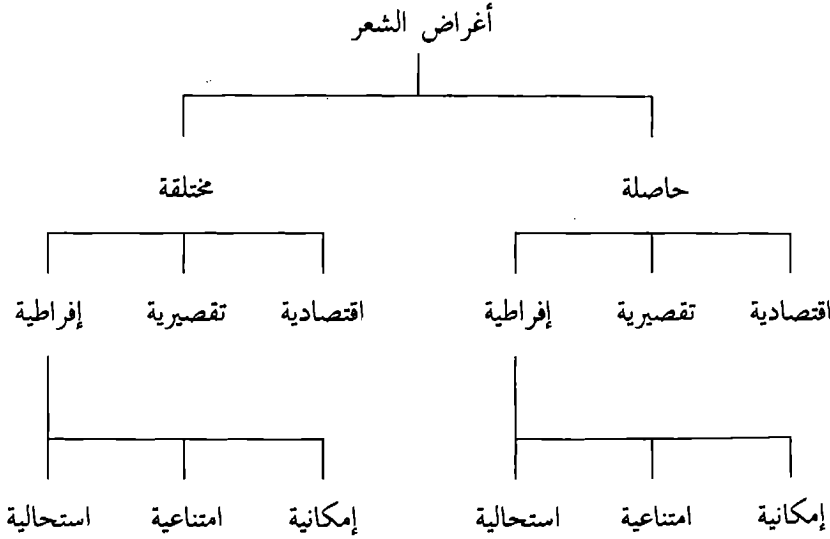 أغراض الشعر
حاصلة مختلقة
اقتصادية تقصيرية إفراطية اقتصادية تقصيرية إفراطية
إمكانية امتناعية استحالية إمكانية امتناعية استحالية